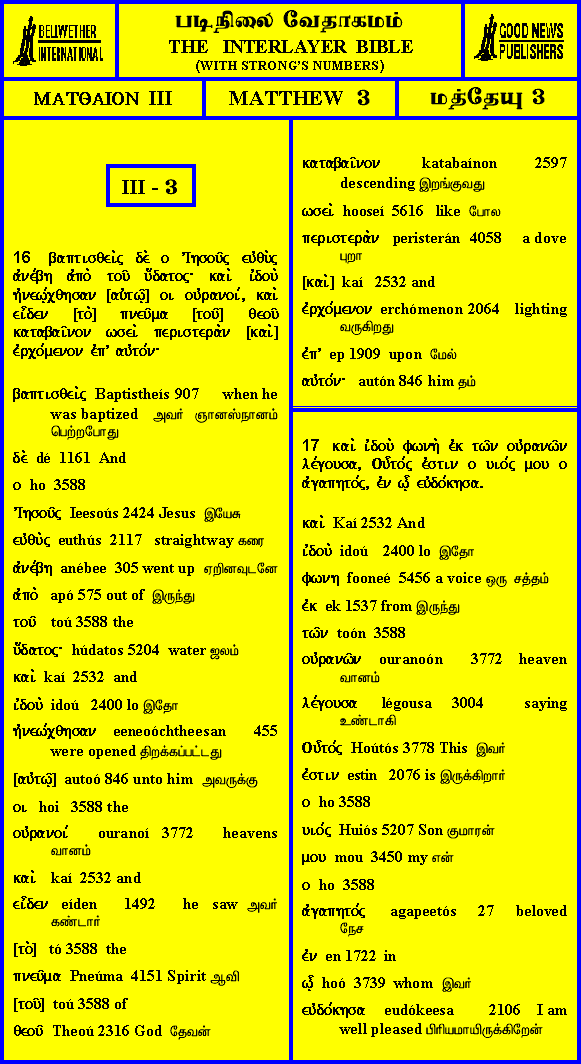 BELLWETHER
INTERNATIONAL
படிநிலை வேதாகமம்
THE INTERLAYER BIBLE
(WITH STRONG'S NUMBERS)
GOOD NEWS
PUBLISHERS
ΜΑΤΘΑΙΟΝ III
MATTHEW 3
மத்தேயு 3
III - 3
16 βαπτισθεὶς δὲ ο Ἰησοῦς εὐθὺς
ἀνέβη ἀπὸ τοῦ ὕδατος· καὶ ἰδοὺ
ἠνεῴχθησαν [αὐτῷ] οι οὐρανοί, καὶ
εἶδεν [τὸ] πνεῦμα [τοῦ] θεοῦ
καταβαῖνον ωσεὶ περιστερὰν [καὶ]
ἐρχόμενον ἐπ' αὐτόν·
βαπτισθεὶς Baptistheís 907 when he
was baptized அவர் ஞானஸ்நானம்
பெற்றபோது
δὲ dé 1161 And
ο ho 3588
Ἰησοῦς Ieesoús 2424 Jesus இயேசு
εὐθὺς euthús 2117 straightway கரை
ἀνέβη anébee 305 went up ஏறினவுடனே
ἀπὸ apó 575 out of இருந்து
τοῦ toú 3588 the
ὕδατος· húdatos 5204 water ஜலம்
καὶ kaí 2532 and
ἰδοὺ idoú 2400 lo இதோ
ἠνεῴχθησαν eeneoóchtheesan 455
were opened திறக்கப்பட்டது
[αὐτῷ] autoó 846 unto him அவருக்கு
οι hoi 3588 the
οὐρανοί ouranoí 3772 heavens
வானம்
καὶ kaí 2532 and
εἶδεν eíden 1492 he saw அவர்
கண்டார்
[τὸ] tó 3588 the
πνεῦμα Pneúma 4151 Spirit ஆவி
[τοῦ] toú 3588 of
θεοῦ Theoú 2316 God தேவன்
καταβαῖνον katabaínon 2597
descending இறங்குவது
ωσεὶ hooseí 5616 like போல
περιστερὰν peristerán 4058 a dove
புறா
[καὶ] kaí 2532 and
ἐρχόμενον erchómenon 2064 lighting
வருகிறது
ἐπ' ep 1909 upon மேல்
αὐτόν· autón 846 him தம்
17 καὶ ἰδοὺ φωνὴ ἐκ τῶν οὐρανῶν
λέγουσα, Οὗτός ἐστιν ο υιός μου ο
ἀγαπητός, ἐν ᾧ εὐδόκησα.
καὶ Kaí 2532 And
ἰδοὺ idoú 2400 lo இதோ
φωνη fooneé 5456 a voice ஒரு சத்தம்
ἐκ ek 1537 from இருந்து
τῶν toón 3588
οὐρανῶν ouranoón 3772 heaven
வானம்
λέγουσα légousa 3004 saying
உண்டாகி
Οὗτός Hoútós 3778 This இவர்
ἐστιν estin 2076 is இருக்கிறார்
ο ho 3588
υιός Huiós 5207 Son குமாரன்
μου mou 3450 my என்
ο ho 3588
ἀγαπητός agapeetós 27 beloved
நேச
ἐν en 1722 in
ᾧ hoó 3739 whom இவர்
εὐδόκησα eudókeesa 2106 I am
well pleased பிரியமாயிருக்கிறேன்